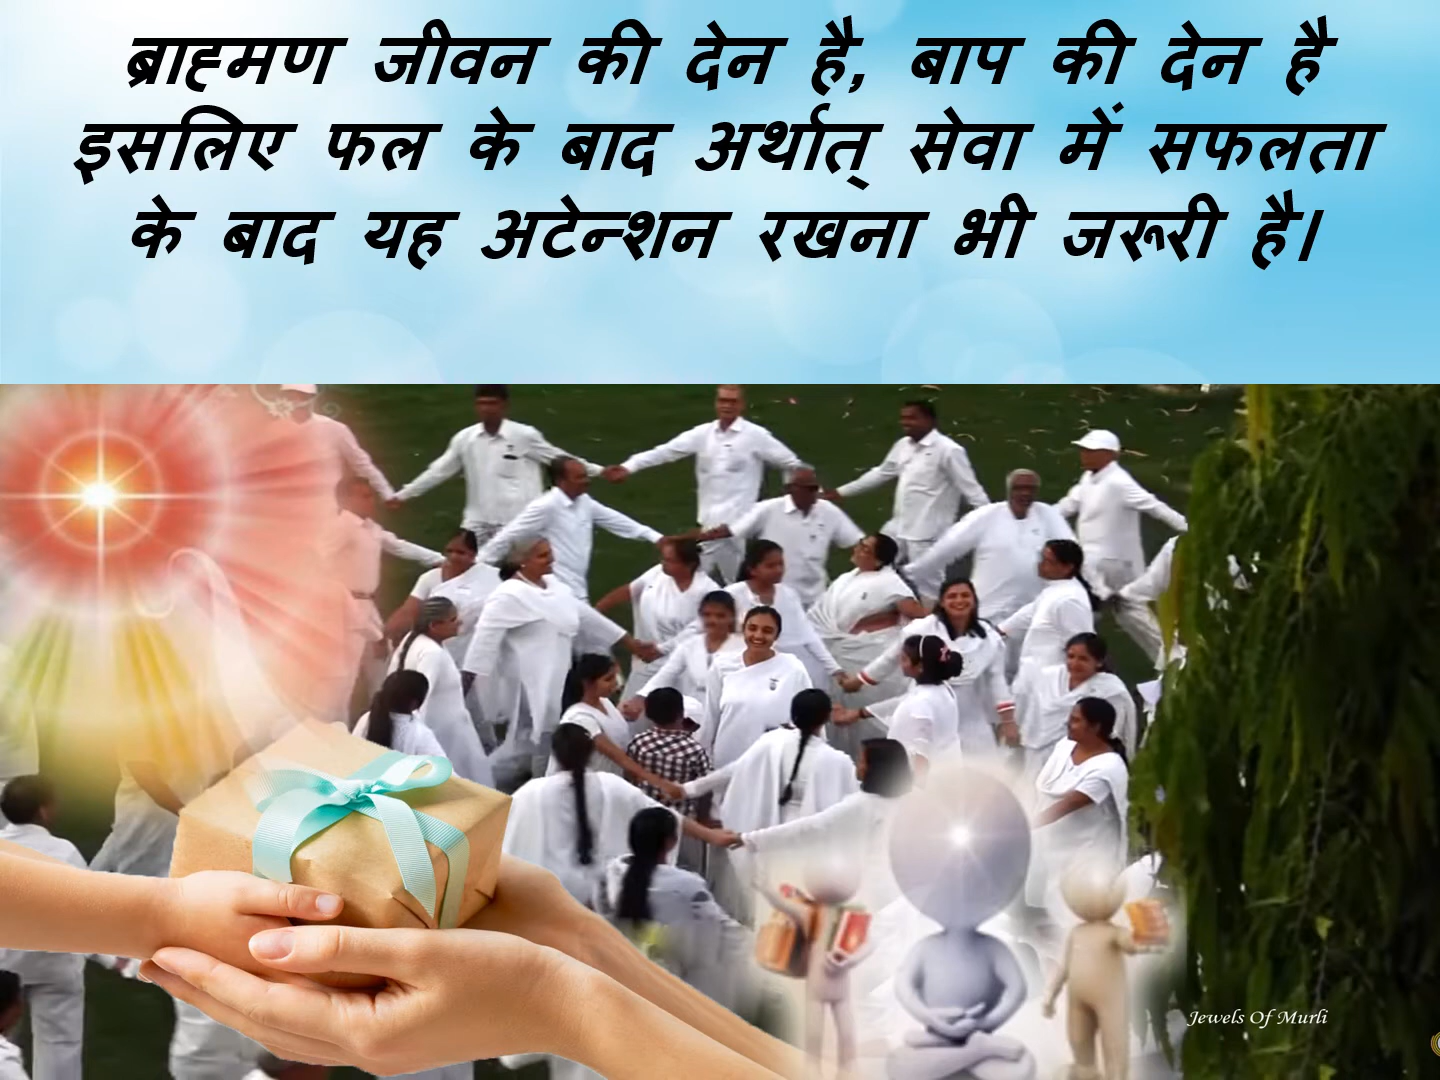 ब्राह्मण जीवन की देन है, बाप की देन है
इसलिए फल के बाद अर्थात् सेवा में सफलता
के बाद यह अटेन्शन रखना भी जरूरी है।
Jewels Of Murli